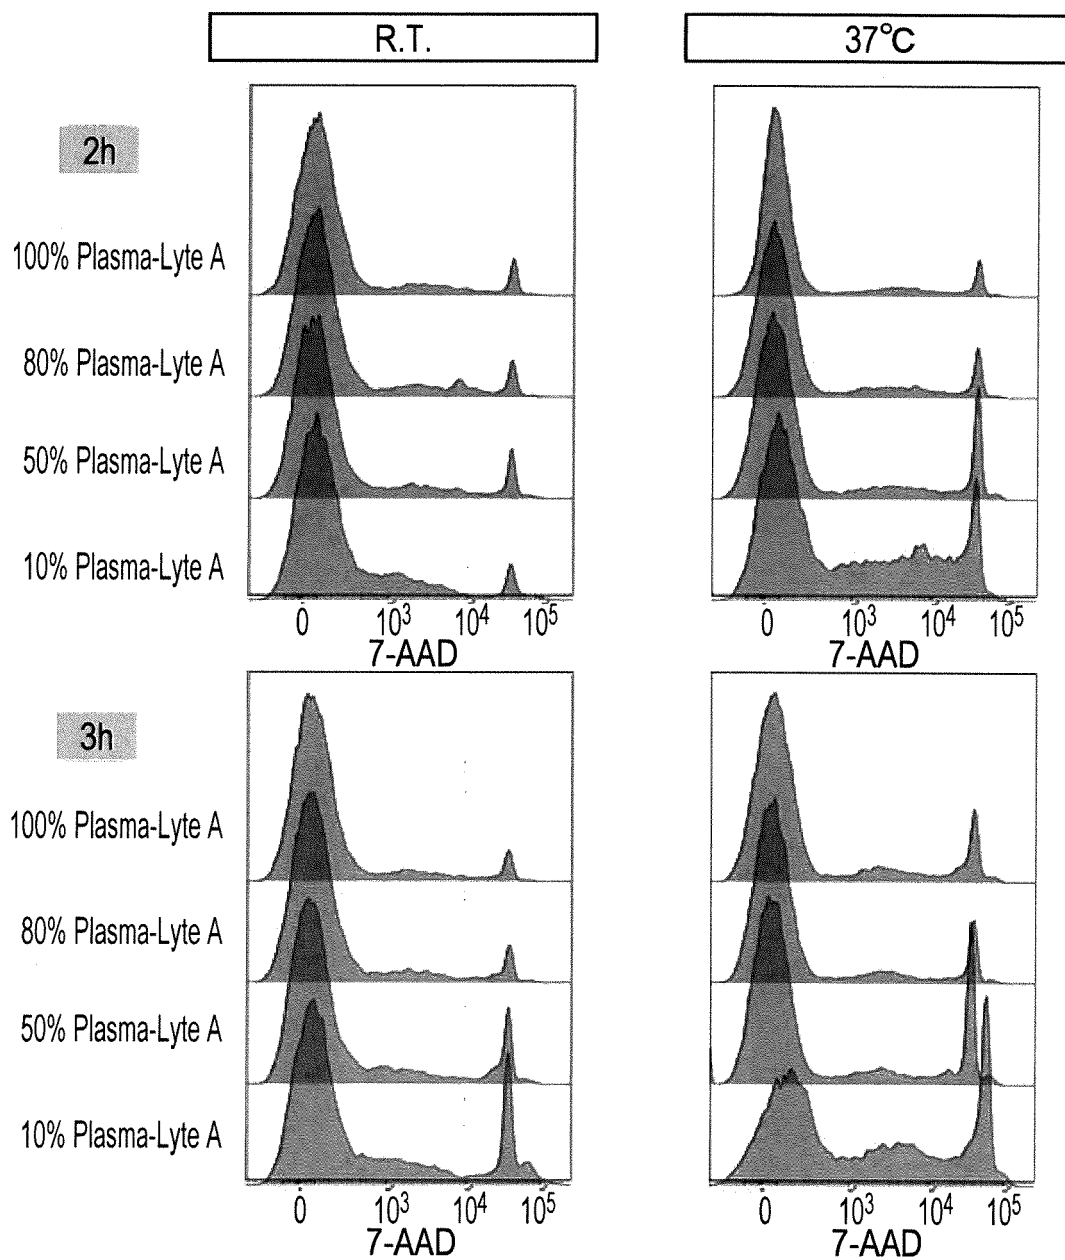 R.T. 37°C
2h
100% Plasma-Lyte A
80% Plasma-Lyte A
50% Plasma-Lyte A
10% Plasma-Lyte A
0 10³ 10⁴ 10⁵ 0 10³ 10⁴ 10⁵
7-AAD 7-AAD
3h
100% Plasma-Lyte A
80% Plasma-Lyte A
50% Plasma-Lyte A
10% Plasma-Lyte A
0 10³ 10⁴ 10⁵ 0 10³ 10⁴ 10⁵
7-AAD 7-AAD